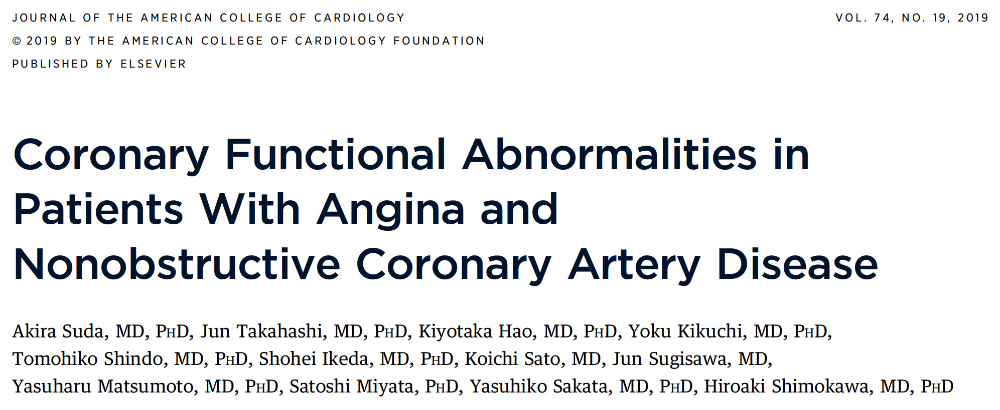 JOURNAL OF THE AMERICAN COLLEGE OF CARDIOLOGY VOL. 74, NO. 19, 2019
© 2019 BY THE AMERICAN COLLEGE OF CARDIOLOGY FOUNDATION
PUBLISHED BY ELSEVIER
Coronary Functional Abnormalities in
Patients With Angina and
Nonobstructive Coronary Artery Disease
Akira Suda, MD, PHD, Jun Takahashi, MD, PHD, Kiyotaka Hao, MD, PHD, Yoku Kikuchi, MD, PHD,
Tomohiko Shindo, MD, PHD, Shohei Ikeda, MD, PHD, Koichi Sato, MD, Jun Sugisawa, MD,
Yasuharu Matsumoto, MD, PHD, Satoshi Miyata, PHD, Yasuhiko Sakata, MD, PHD, Hiroaki Shimokawa, MD, PHD